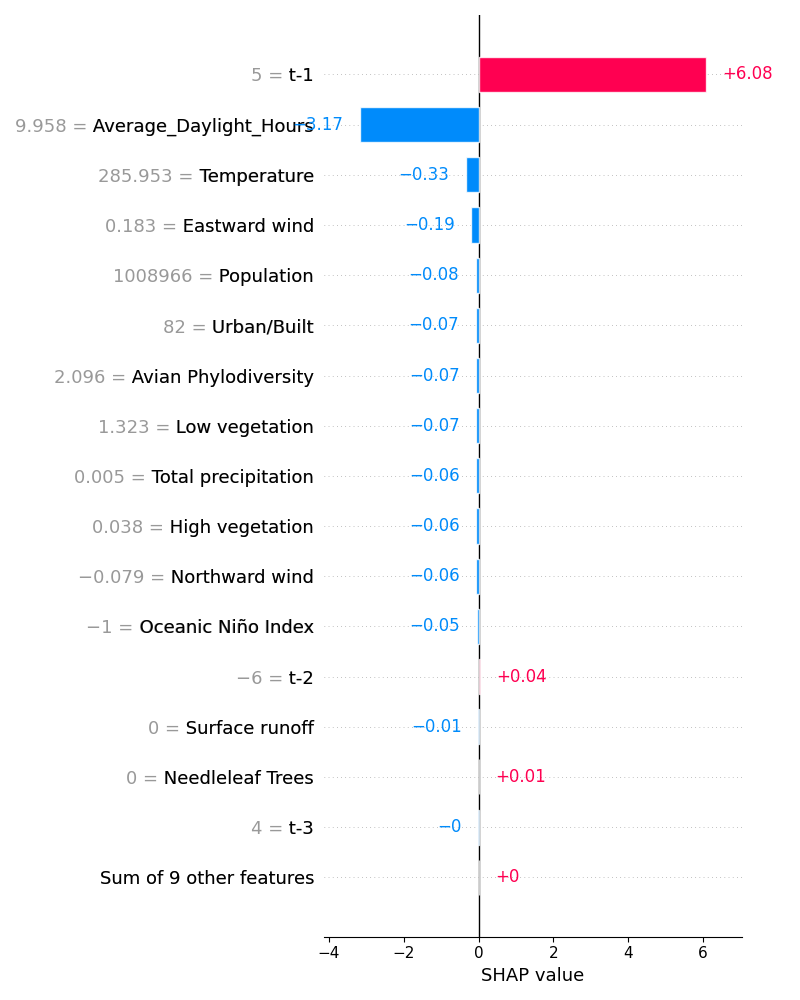 5 = t-1 +6.08
9.958 = Average_Daylight_Hours −3.17
285.953 = Temperature −0.33
0.183 = Eastward wind −0.19
1008966 = Population −0.08
82 = Urban/Built −0.07
2.096 = Avian Phylodiversity −0.07
1.323 = Low vegetation −0.07
0.005 = Total precipitation −0.06
0.038 = High vegetation −0.06
−0.079 = Northward wind −0.06
−1 = Oceanic Niño Index −0.05
−6 = t-2 +0.04
0 = Surface runoff −0.01
0 = Needleleaf Trees +0.01
4 = t-3 −0
Sum of 9 other features +0
−4 −2 0 2 4 6
SHAP value